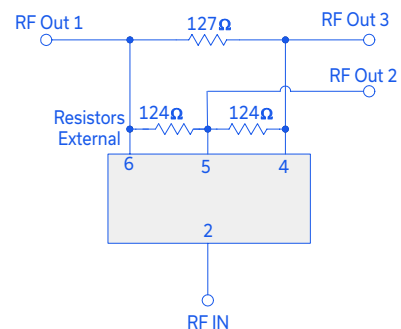 RF Out 1
127Ω
RF Out 3
RF Out 2
Resistors
External
124Ω
124Ω
6
5
4
2
RF IN